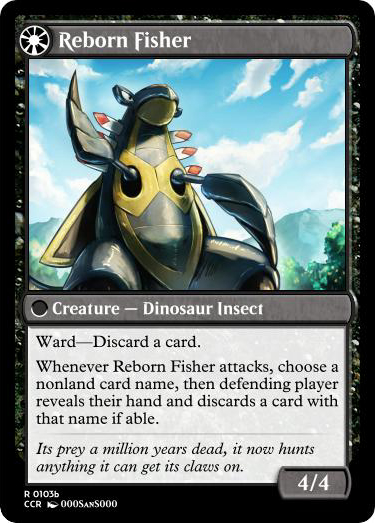 Reborn Fisher
Creature — Dinosaur Insect
Ward—Discard a card.
Whenever Reborn Fisher attacks, choose a
nonland card name, then defending player
reveals their hand and discards a card with
that name if able.
Its prey a million years dead, it now hunts
anything it can get its claws on.
4/4
R 0103b
CCR 000SanS000